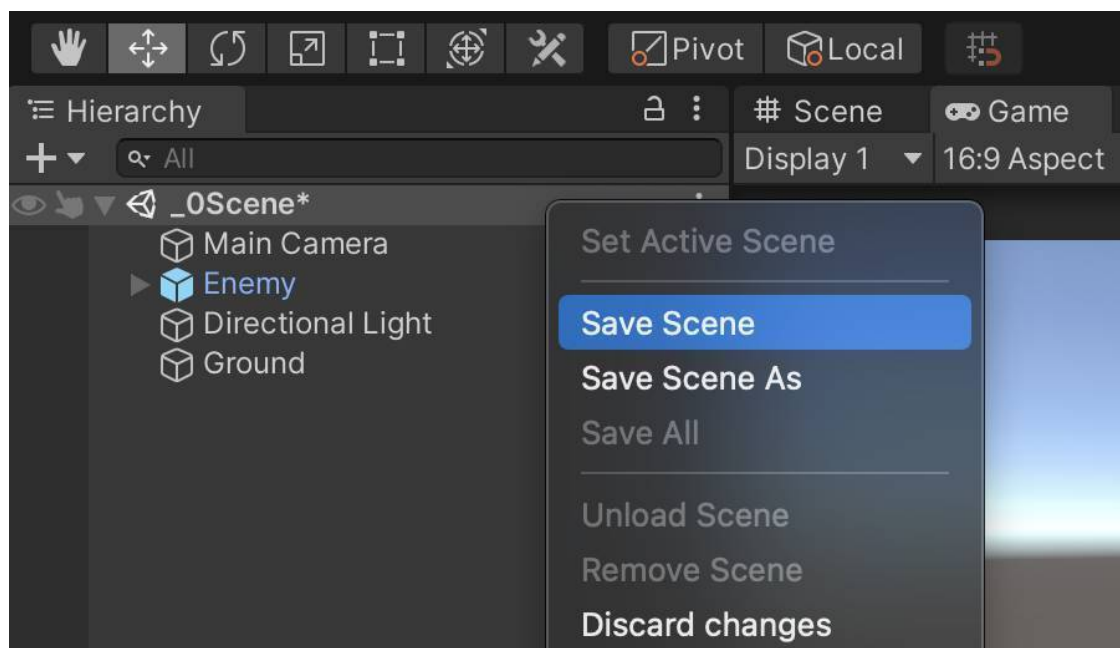 Pivot Local
Hierarchy
# Scene Game
All
Display 1 16:9 Aspect
_0Scene*
Main Camera
Enemy
Directional Light
Ground
Set Active Scene
Save Scene
Save Scene As
Save All
Unload Scene
Remove Scene
Discard changes